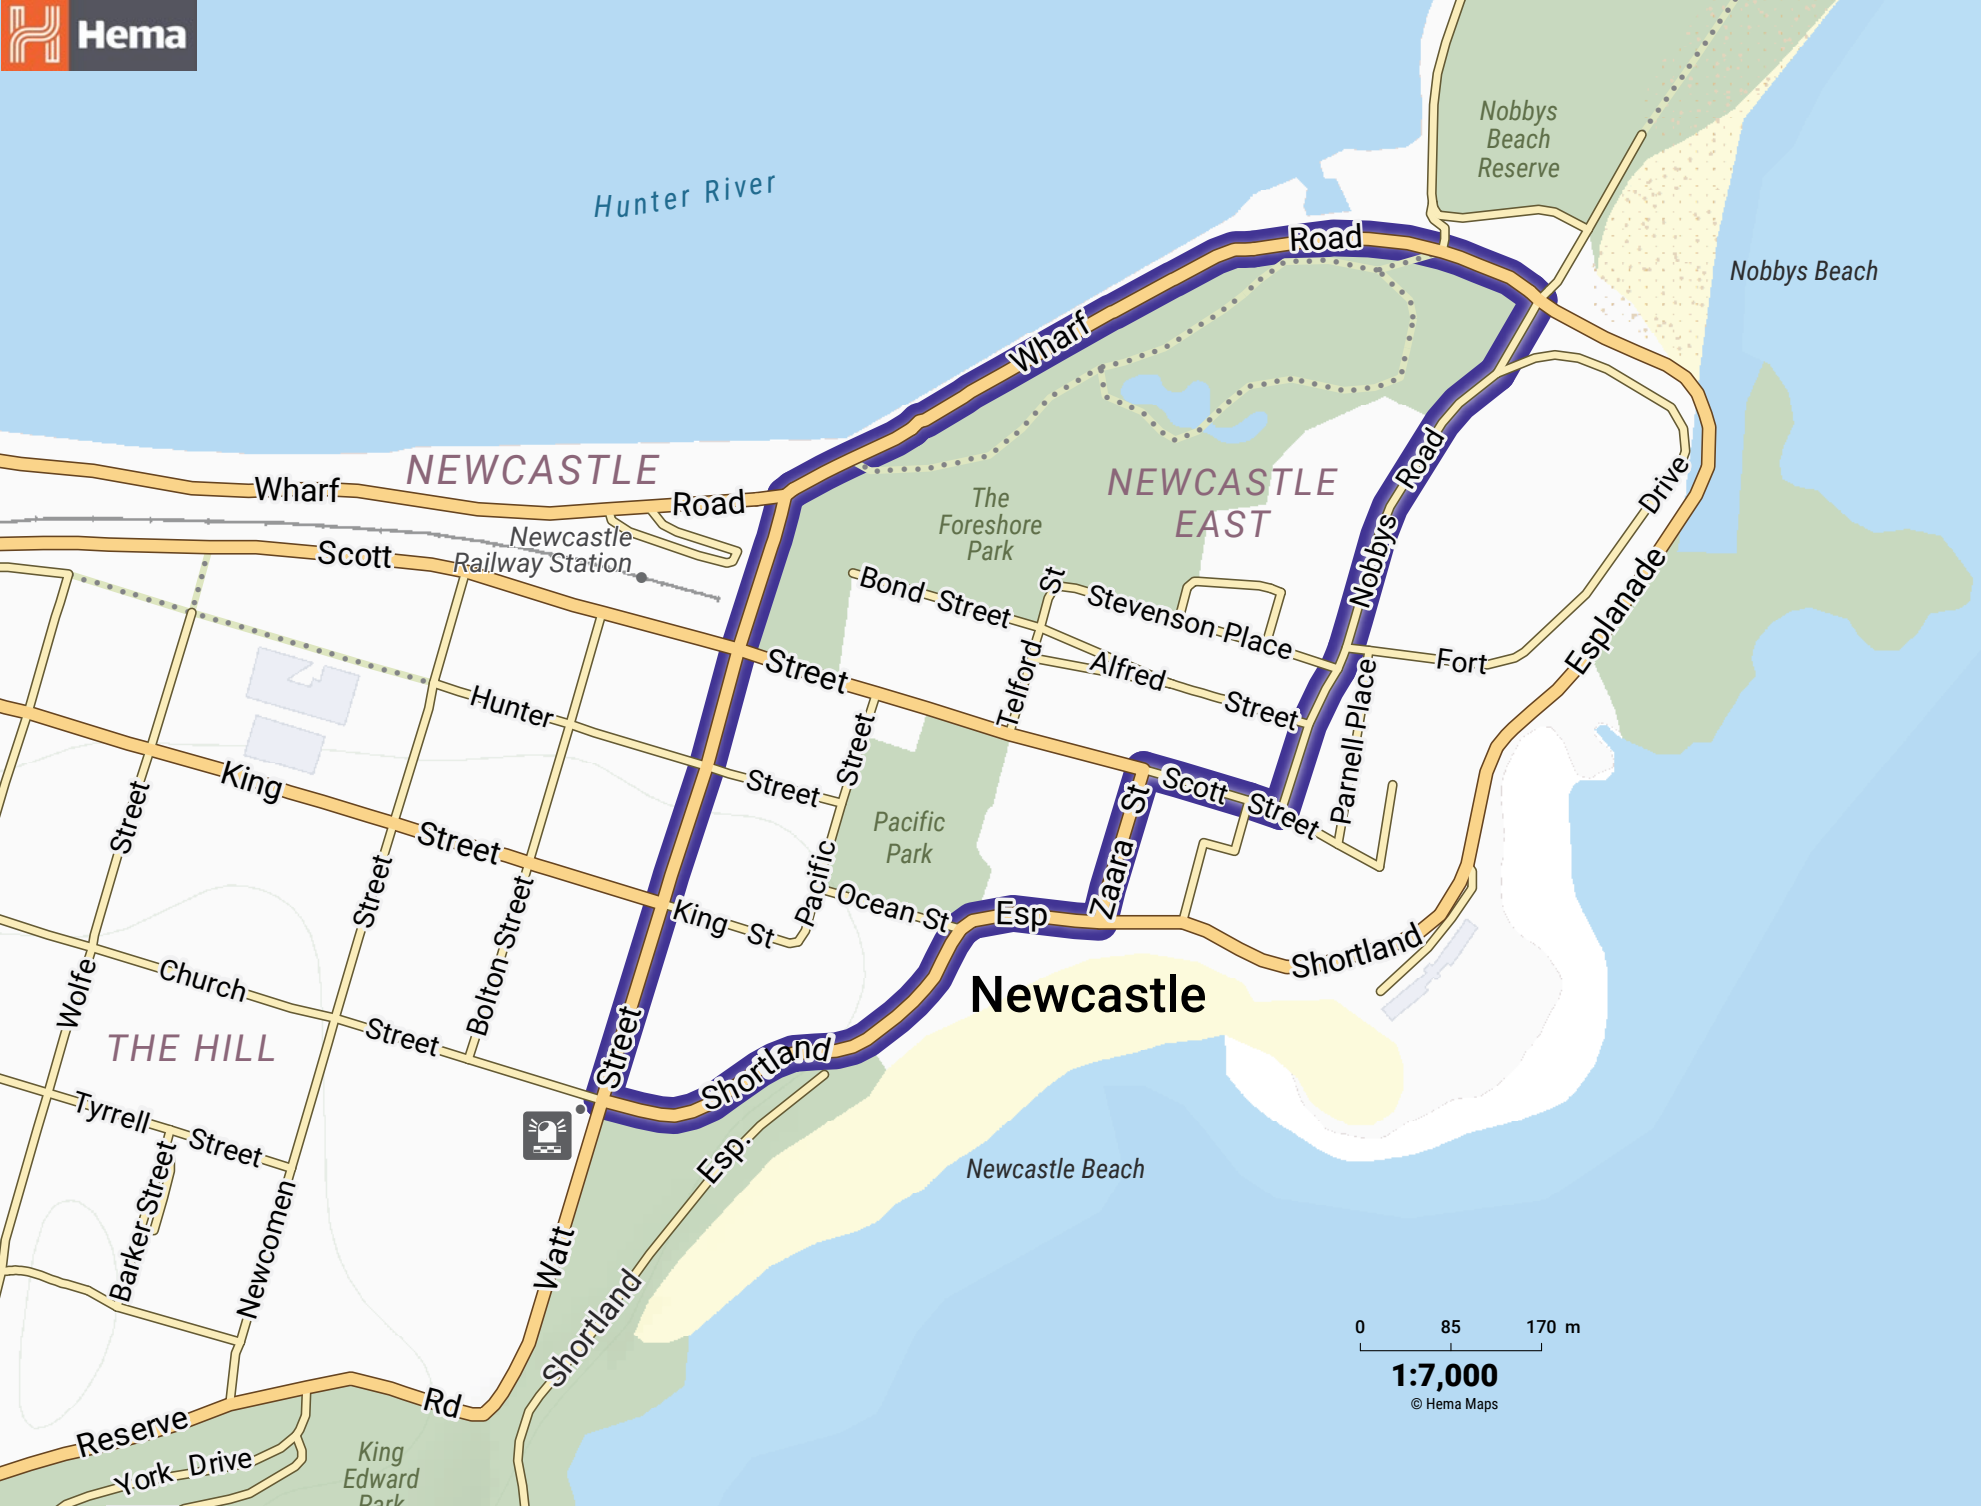 Hema
Nobbys
Beach
Reserve
Hunter River
Road
Nobbys Beach
Wharf
NEWCASTLE
Wharf
Road
Newcastle
Railway Station
Scott
The
Foreshore
Park
NEWCASTLE
EAST
Road
Drive
Nobbys
Bond Street
St
Stevenson Place
Esplanade
Street
Telford
Alfred
Street
Fort
Hunter
Street
Parnell Place
King
Street
Street
Scott
Street
St
Street
Street
Pacific
Park
Zaara
Pacific
Ocean St
Esp
King St
Street
Bolton Street
Shortland
Wolfe
Church
Street
Newcastle
THE HILL
Street
Shortland
Tyrrell
Street
Esp.
Newcastle Beach
Barker Street
Newcomen
Watt
Shortland
0 85 170 m
1:7,000
© Hema Maps
Rd
Reserve
York Drive
King
Edward
Park